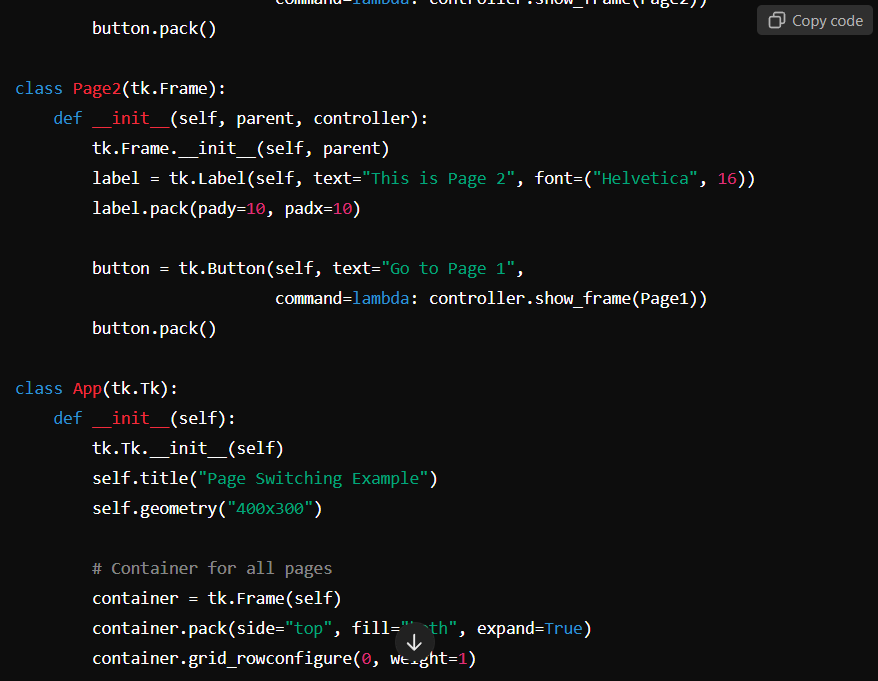 command=lambda: controller.show_frame(Page2))
Copy code
        button.pack()

class Page2(tk.Frame):
    def __init__(self, parent, controller):
        tk.Frame.__init__(self, parent)
        label = tk.Label(self, text="This is Page 2", font=("Helvetica", 16))
        label.pack(pady=10, padx=10)

        button = tk.Button(self, text="Go to Page 1",
                           command=lambda: controller.show_frame(Page1))
        button.pack()

class App(tk.Tk):
    def __init__(self):
        tk.Tk.__init__(self)
        self.title("Page Switching Example")
        self.geometry("400x300")

        # Container for all pages
        container = tk.Frame(self)
        container.pack(side="top", fill="both", expand=True)
        container.grid_rowconfigure(0, weight=1)